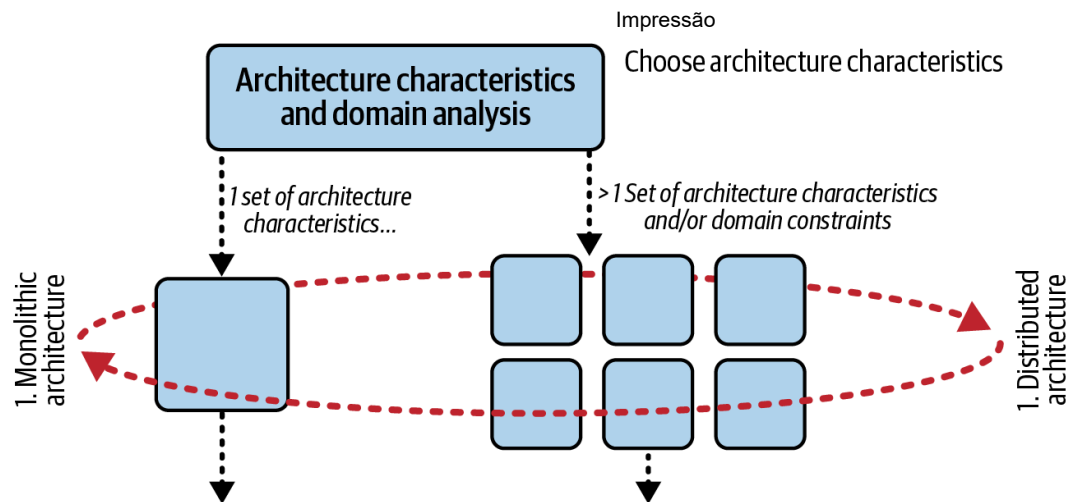 Impressão
Architecture characteristics
and domain analysis
Choose architecture characteristics
1 set of architecture
characteristics...
> 1 Set of architecture characteristics
and/or domain constraints
1. Monolithic
architecture
1. Distributed
architecture